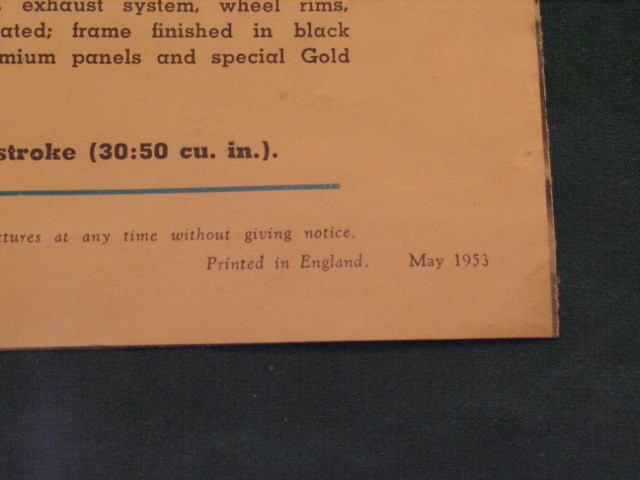 exhaust system, wheel rims,
ated; frame finished in black
mium panels and special Gold
stroke (30:50 cu. in.).
tures at any time without giving notice.
Printed in England. May 1953